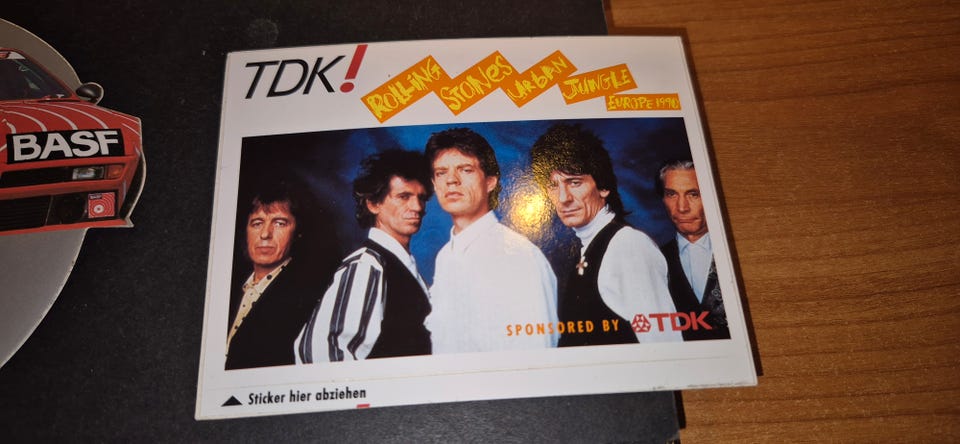 TDK!
ROLLING STONES URBAN JUNGLE
EUROPE 1990
BASF
SPONSORED BY TDK
Sticker hier abziehen